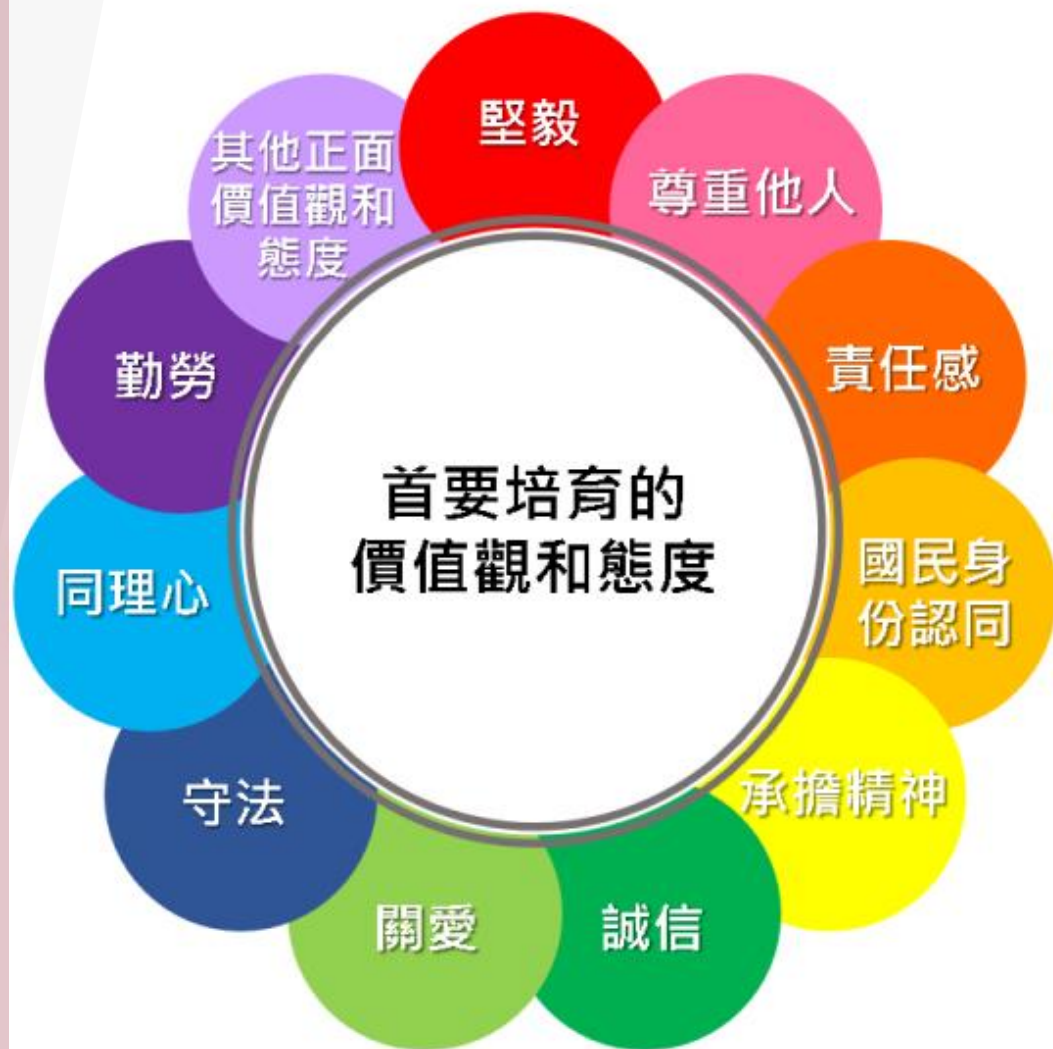 首要培育的
價值觀和態度
堅毅
尊重他人
責任感
國民身
份認同
承擔精神
誠信
關愛
守法
同理心
勤勞
其他正面
價值觀和
態度